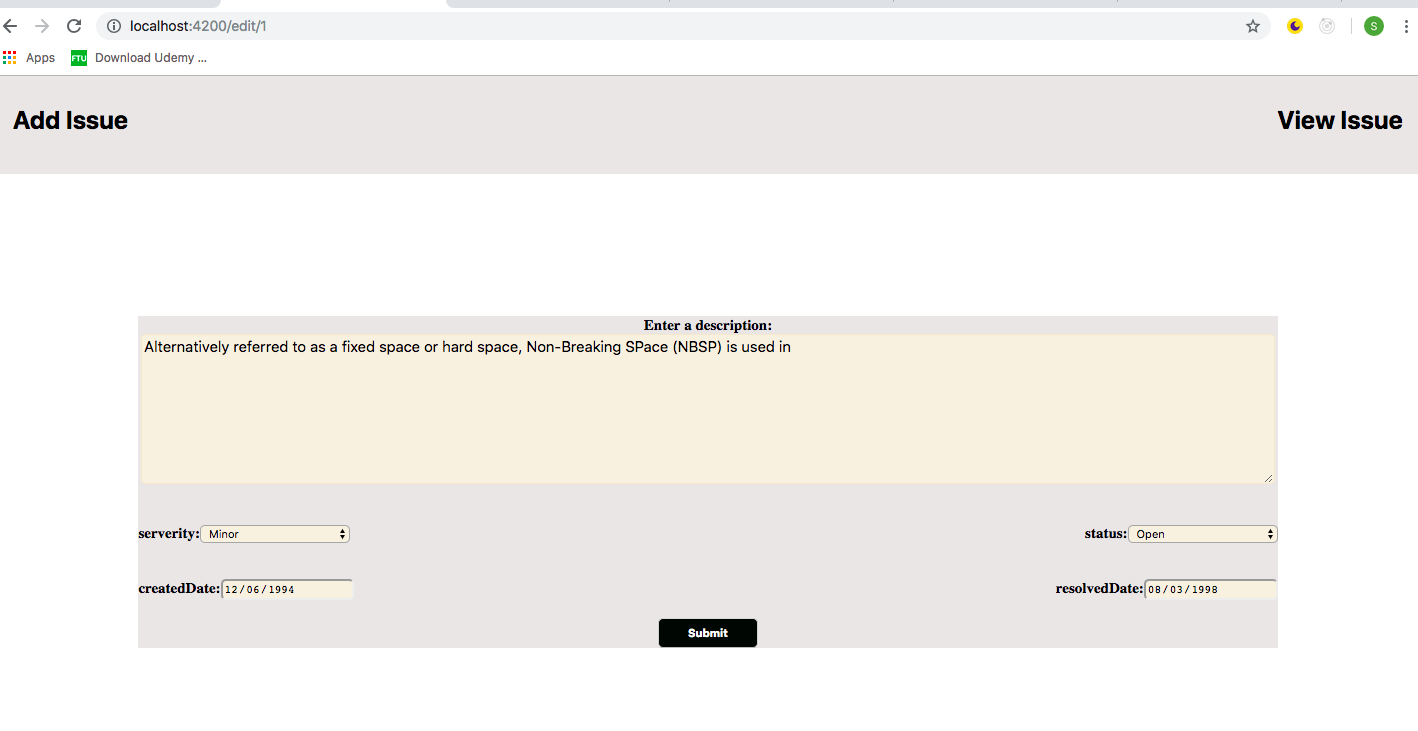 localhost:4200/edit/1
S
Apps
FTU
Download Udemy ...
Add Issue
View Issue
Enter a description:
Alternatively referred to as a fixed space or hard space, Non-Breaking SPace (NBSP) is used in
serverity: Minor
status: Open
createdDate: 12/06/1994
resolvedDate: 08/03/1998
Submit